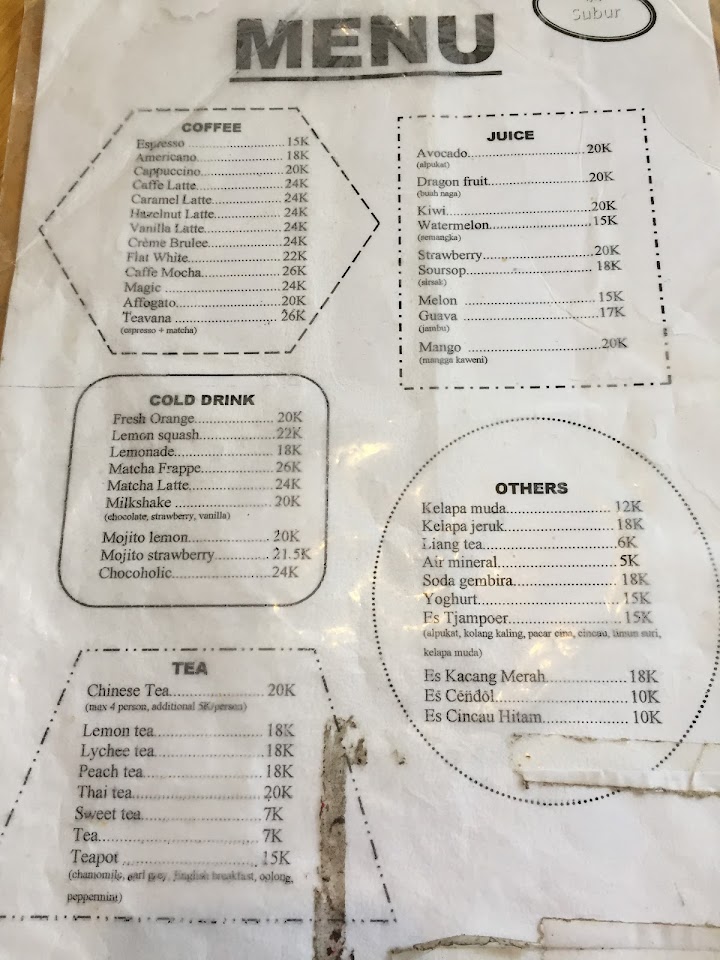 Subur
MENU
COFFEE
Espresso 15K
Americano 18K
Cappuccino 20K
Caffe Latte 24K
Caramel Latte 24K
Hazelnut Latte 24K
Vanilla Latte 24K
Crème Brulee 24K
Flat White 22K
Caffe Mocha 26K
Magic 24K
Affogato 20K
Teavana 26K
(espresso + matcha)
JUICE
Avocado 20K
(alpukat)
Dragon fruit 20K
(buah naga)
Kiwi 20K
Watermelon 15K
(semangka)
Strawberry 20K
Soursop 18K
(sirsak)
Melon 15K
Guava 17K
(jambu)
Mango 20K
(mangga kaweni)
COLD DRINK
Fresh Orange 20K
Lemon squash 22K
Lemonade 18K
Matcha Frappe 26K
Matcha Latte 24K
Milkshake 20K
(chocolate, strawberry, vanilla)
Mojito lemon 20K
Mojito strawberry 21.5K
Chocoholic 24K
OTHERS
Kelapa muda 12K
Kelapa jeruk 18K
Liang tea 6K
Air mineral 5K
Soda gembira 18K
Yoghurt 15K
Es Tjampoer 15K
(alpukat, kolang kaling, pacar cina, cincau, timun suri,
kelapa muda)
Es Kacang Merah 18K
Es Cendol 10K
Es Cincau Hitam 10K
TEA
Chinese Tea 20K
(max 4 person, additional 5K/person)
Lemon tea 18K
Lychee tea 18K
Peach tea 18K
Thai tea 20K
Sweet tea 7K
Tea 7K
Teapot 15K
(chamomile, earl grey, English breakfast, oolong,
peppermint)